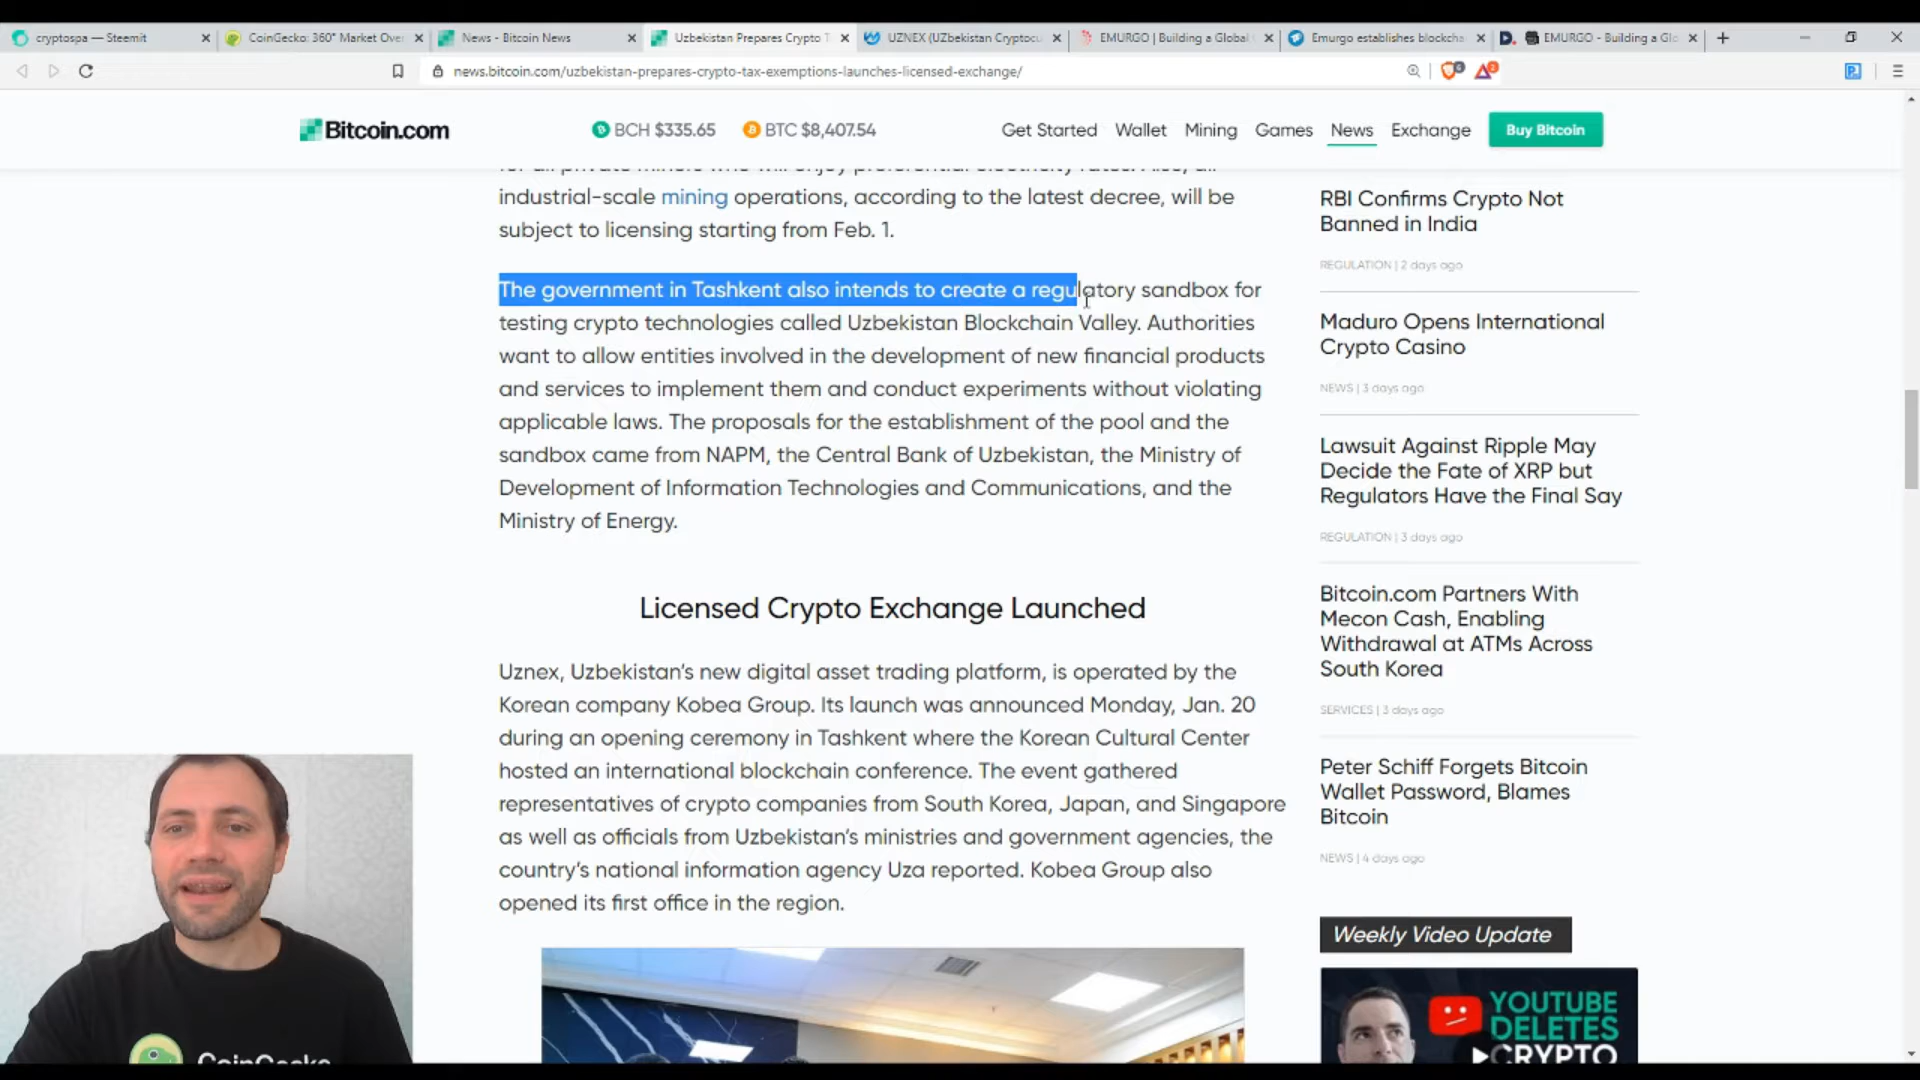 cryptospa — Steemit
CoinGecko: 360° Market Over
News - Bitcoin News
Uzbekistan Prepares Crypto T
UZNEX (UZbekistan Cryptocu
EMURGO | Building a Global
Emurgo establishes blockcha
EMURGO - Building a Glo
news.bitcoin.com/uzbekistan-prepares-crypto-tax-exemptions-launches-licensed-exchange/
Bitcoin.com
BCH $335.65
BTC $8,407.54
Get Started
Wallet
Mining
Games
News
Exchange
Buy Bitcoin
for all private miners who will enjoy preferential electricity rates. Also, all
industrial-scale mining operations, according to the latest decree, will be
subject to licensing starting from Feb. 1.
The government in Tashkent also intends to create a regulatory sandbox for
testing crypto technologies called Uzbekistan Blockchain Valley. Authorities
want to allow entities involved in the development of new financial products
and services to implement them and conduct experiments without violating
applicable laws. The proposals for the establishment of the pool and the
sandbox came from NAPM, the Central Bank of Uzbekistan, the Ministry of
Development of Information Technologies and Communications, and the
Ministry of Energy.
Licensed Crypto Exchange Launched
Uznex, Uzbekistan's new digital asset trading platform, is operated by the
Korean company Kobea Group. Its launch was announced Monday, Jan. 20
during an opening ceremony in Tashkent where the Korean Cultural Center
hosted an international blockchain conference. The event gathered
representatives of crypto companies from South Korea, Japan, and Singapore
as well as officials from Uzbekistan's ministries and government agencies, the
country's national information agency Uza reported. Kobea Group also
opened its first office in the region.
RBI Confirms Crypto Not
Banned in India
REGULATION | 2 days ago
Maduro Opens International
Crypto Casino
NEWS | 3 days ago
Lawsuit Against Ripple May
Decide the Fate of XRP but
Regulators Have the Final Say
REGULATION | 3 days ago
Bitcoin.com Partners With
Mecon Cash, Enabling
Withdrawal at ATMs Across
South Korea
SERVICES | 3 days ago
Peter Schiff Forgets Bitcoin
Wallet Password, Blames
Bitcoin
NEWS | 4 days ago
Weekly Video Update
YOUTUBE
DELETES
CRYPTO
CoinGecko